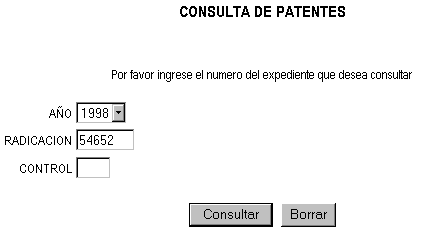 CONSULTA DE PATENTES
Por favor ingrese el numero del expediente que desea consultar
AÑO 1998
RADICACION 54652
CONTROL
Consultar Borrar